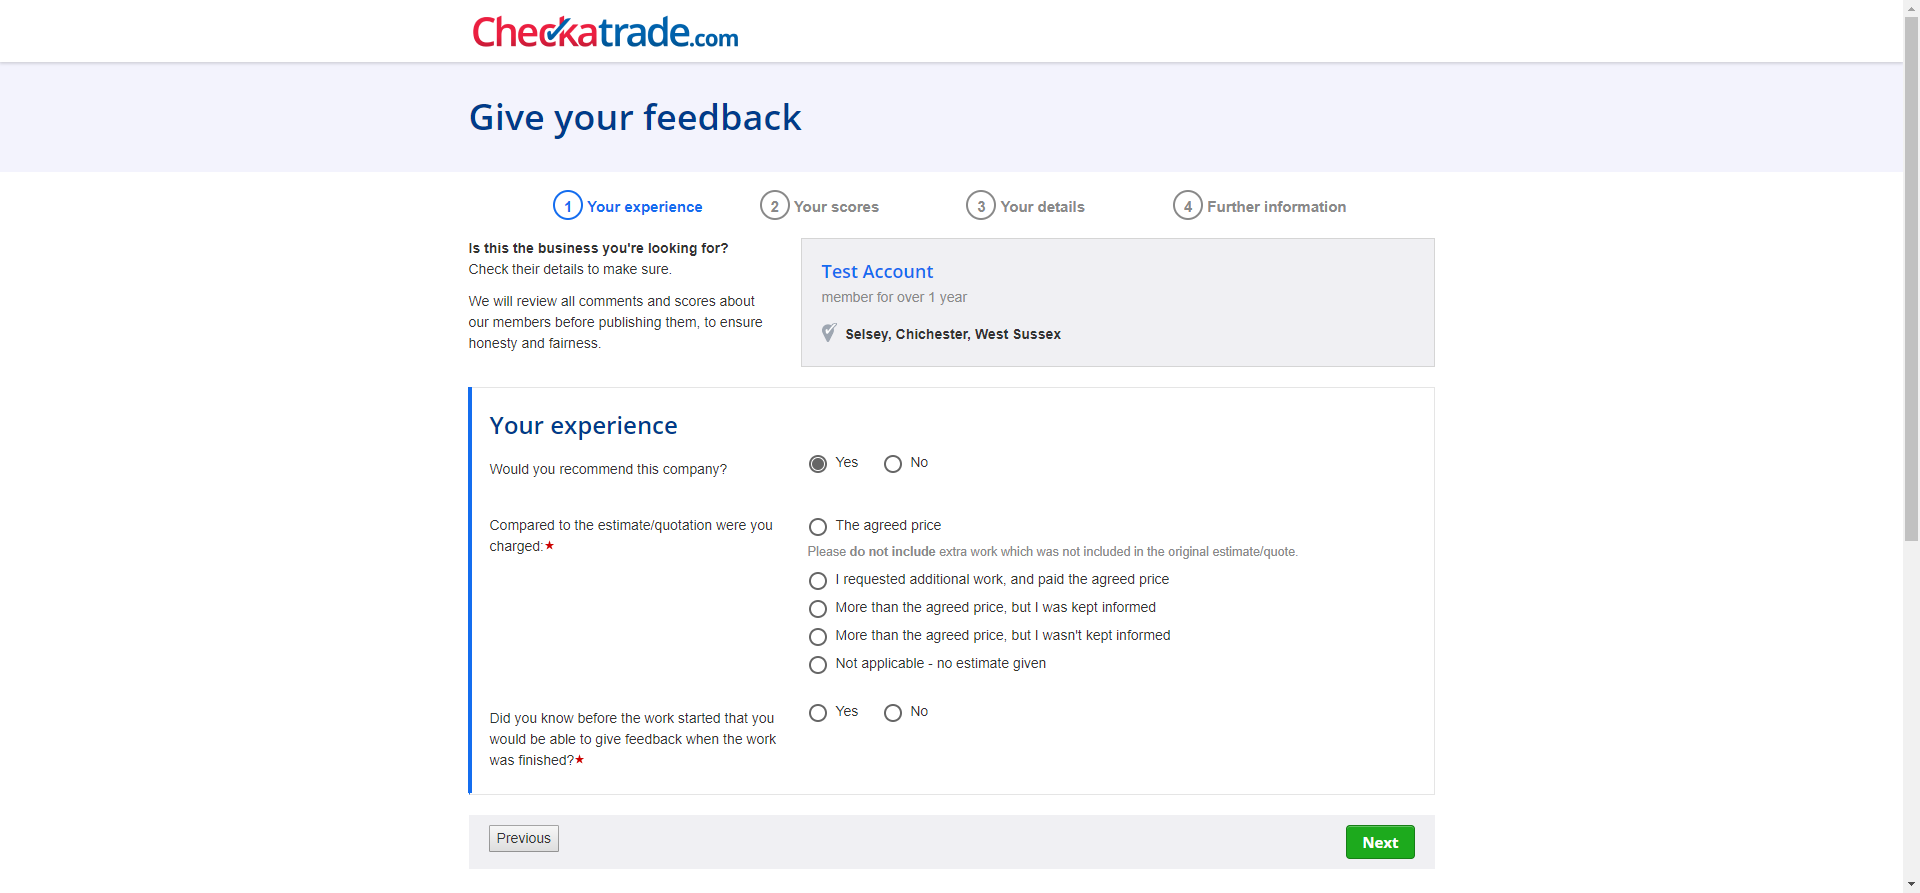 Checkatrade.com
Give your feedback
1 Your experience
2 Your scores
3 Your details
4 Further information
Is this the business you're looking for?
Check their details to make sure.
We will review all comments and scores about
our members before publishing them, to ensure
honesty and fairness.
Test Account
member for over 1 year
Selsey, Chichester, West Sussex
Your experience
Would you recommend this company?
Yes No
Compared to the estimate/quotation were you
charged:★
The agreed price
Please do not include extra work which was not included in the original estimate/quote.
I requested additional work, and paid the agreed price
More than the agreed price, but I was kept informed
More than the agreed price, but I wasn't kept informed
Not applicable - no estimate given
Did you know before the work started that you
would be able to give feedback when the work
was finished?★
Yes No
Previous
Next